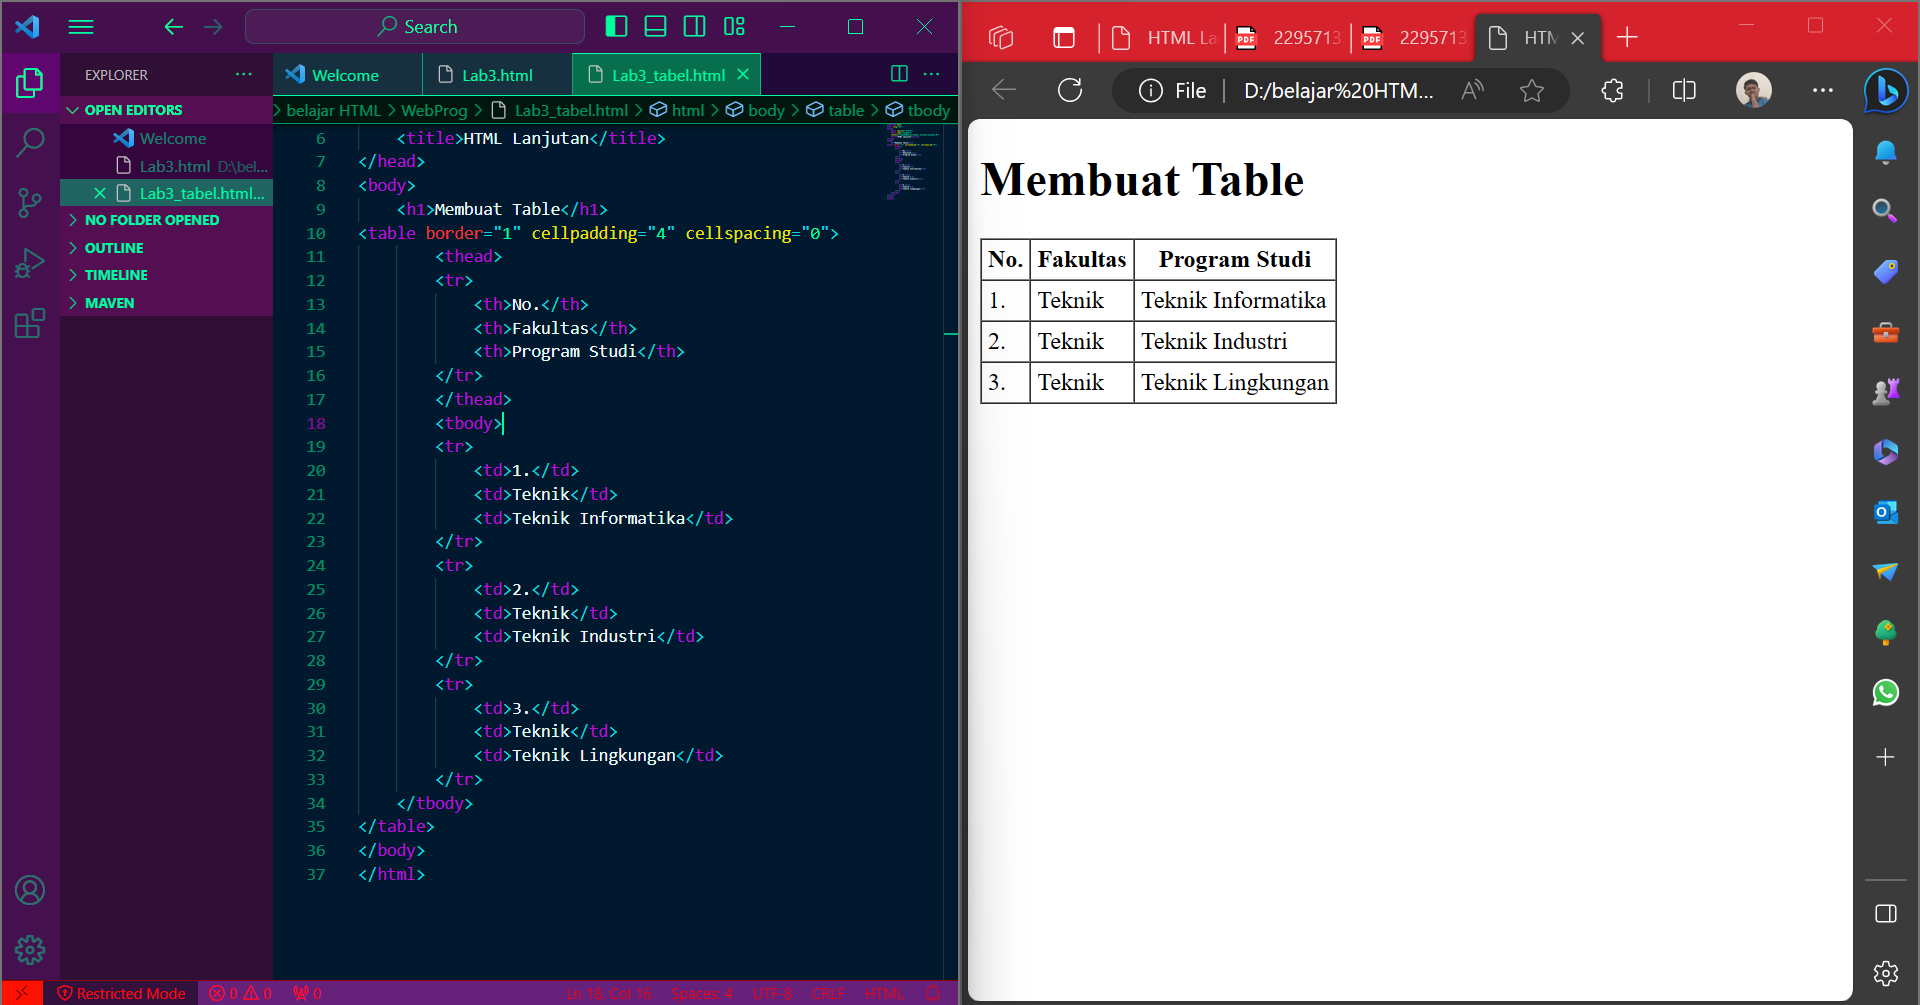 Search
EXPLORER
OPEN EDITORS
Welcome
Lab3.html D:\bel...
Lab3_tabel.html...
NO FOLDER OPENED
OUTLINE
TIMELINE
MAVEN
Welcome
Lab3.html
Lab3_tabel.html
belajar HTML > WebProg > Lab3_tabel.html > html > body > table > tbody
6 <title>HTML Lanjutan</title>
7 </head>
8 <body>
9 <h1>Membuat Table</h1>
10 <table border="1" cellpadding="4" cellspacing="0">
11 <thead>
12 <tr>
13 <th>No.</th>
14 <th>Fakultas</th>
15 <th>Program Studi</th>
16 </tr>
17 </thead>
18 <tbody>
19 <tr>
20 <td>1.</td>
21 <td>Teknik</td>
22 <td>Teknik Informatika</td>
23 </tr>
24 <tr>
25 <td>2.</td>
26 <td>Teknik</td>
27 <td>Teknik Industri</td>
28 </tr>
29 <tr>
30 <td>3.</td>
31 <td>Teknik</td>
32 <td>Teknik Lingkungan</td>
33 </tr>
34 </tbody>
35 </table>
36 </body>
37 </html>
Restricted Mode
0 0 0
Ln 18, Col 16 Spaces: 4 UTF-8 CRLF HTML
HTML La
PDF 2295713
PDF 2295713
HTM
File D:/belajar%20HTM...
Membuat Table
No. Fakultas Program Studi
1. Teknik Teknik Informatika
2. Teknik Teknik Industri
3. Teknik Teknik Lingkungan